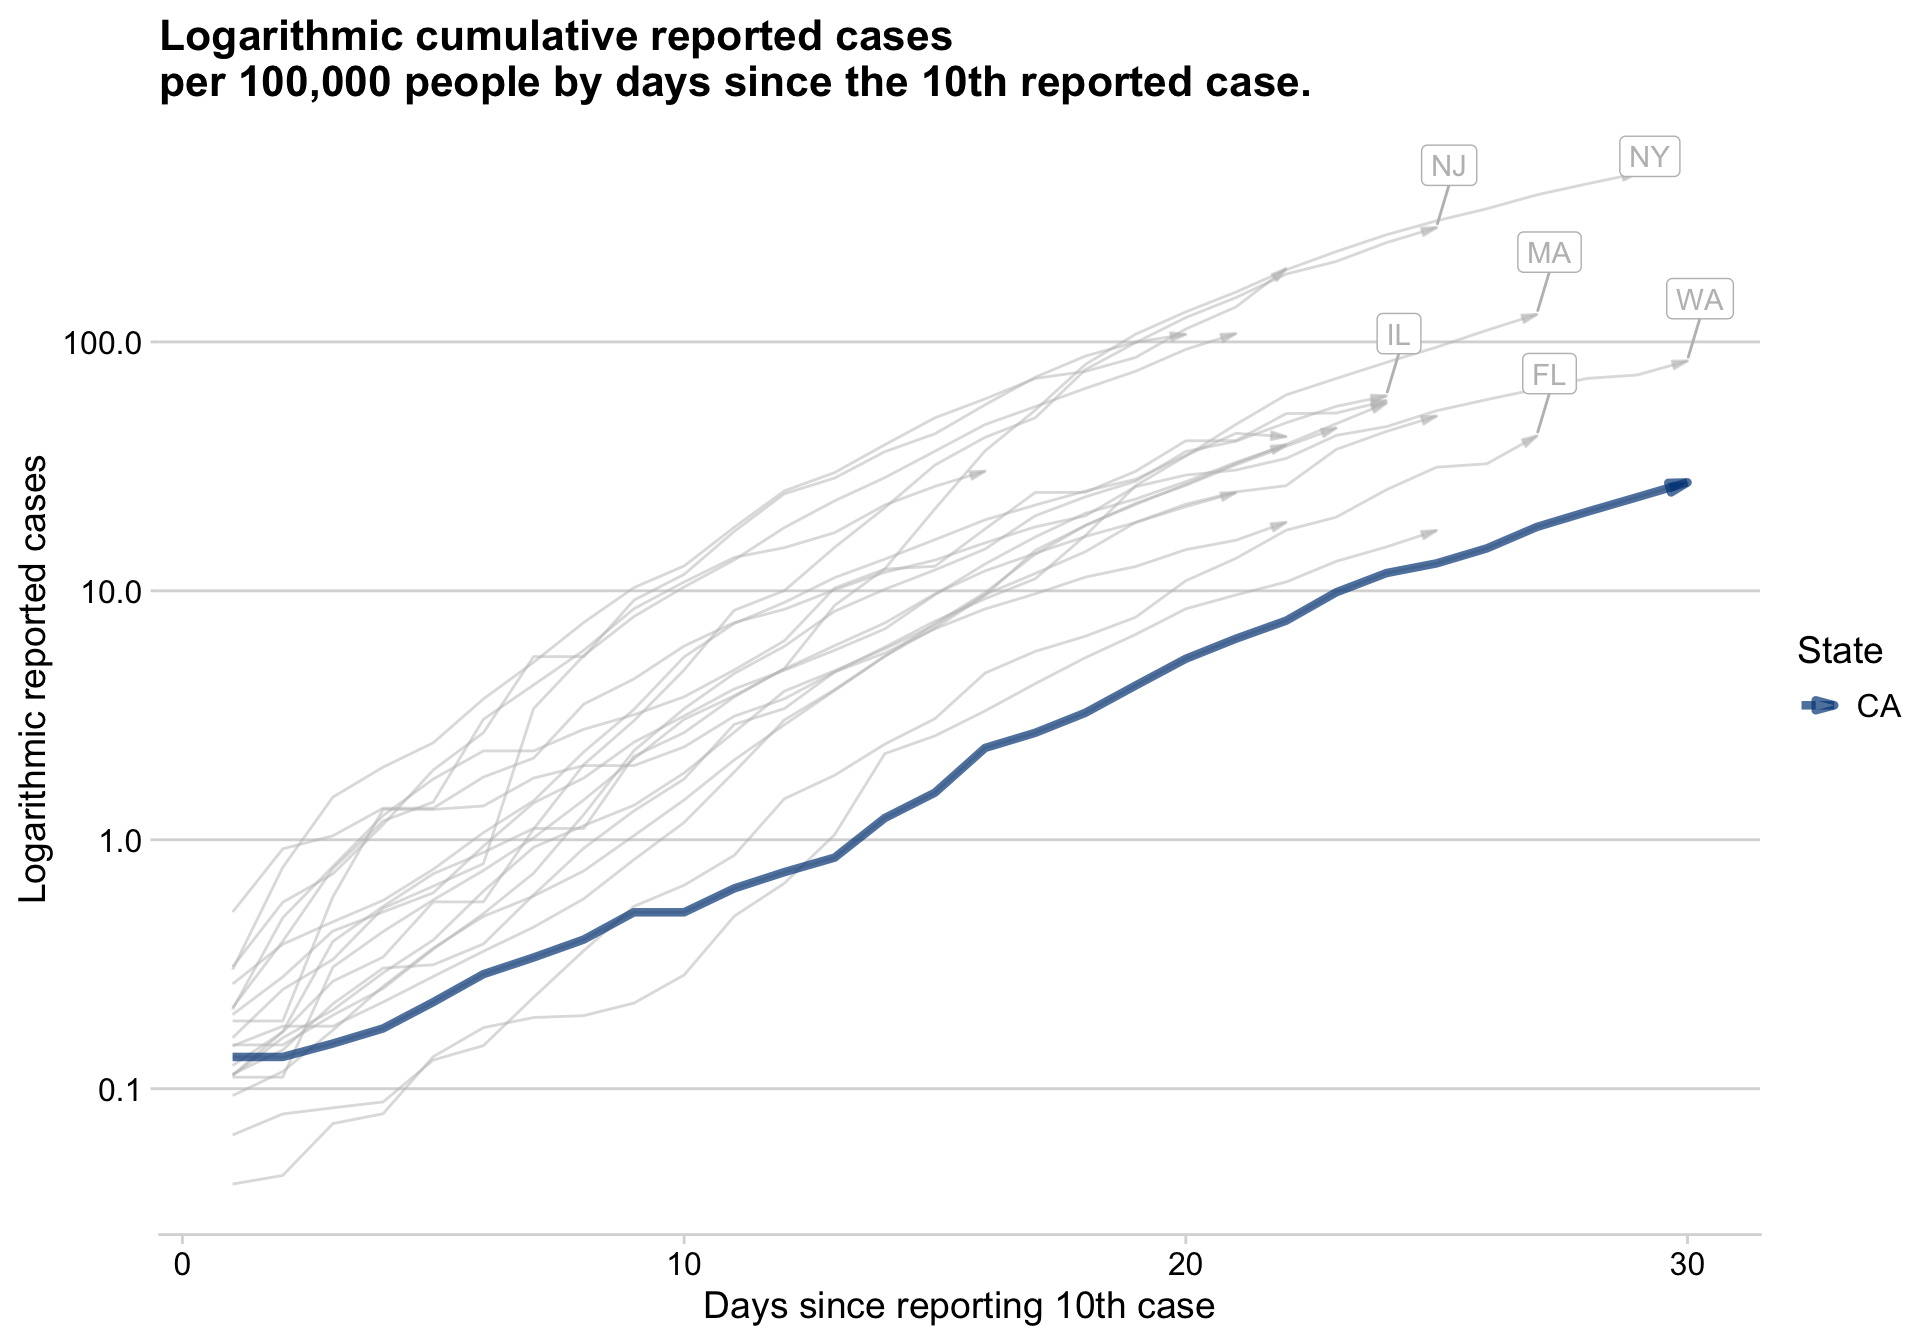 Logarithmic cumulative reported cases
per 100,000 people by days since the 10th reported case.
NJ
NY
MA
WA
IL
FL
100.0
10.0
1.0
0.1
Logarithmic reported cases
State
CA
0
10
20
30
Days since reporting 10th case